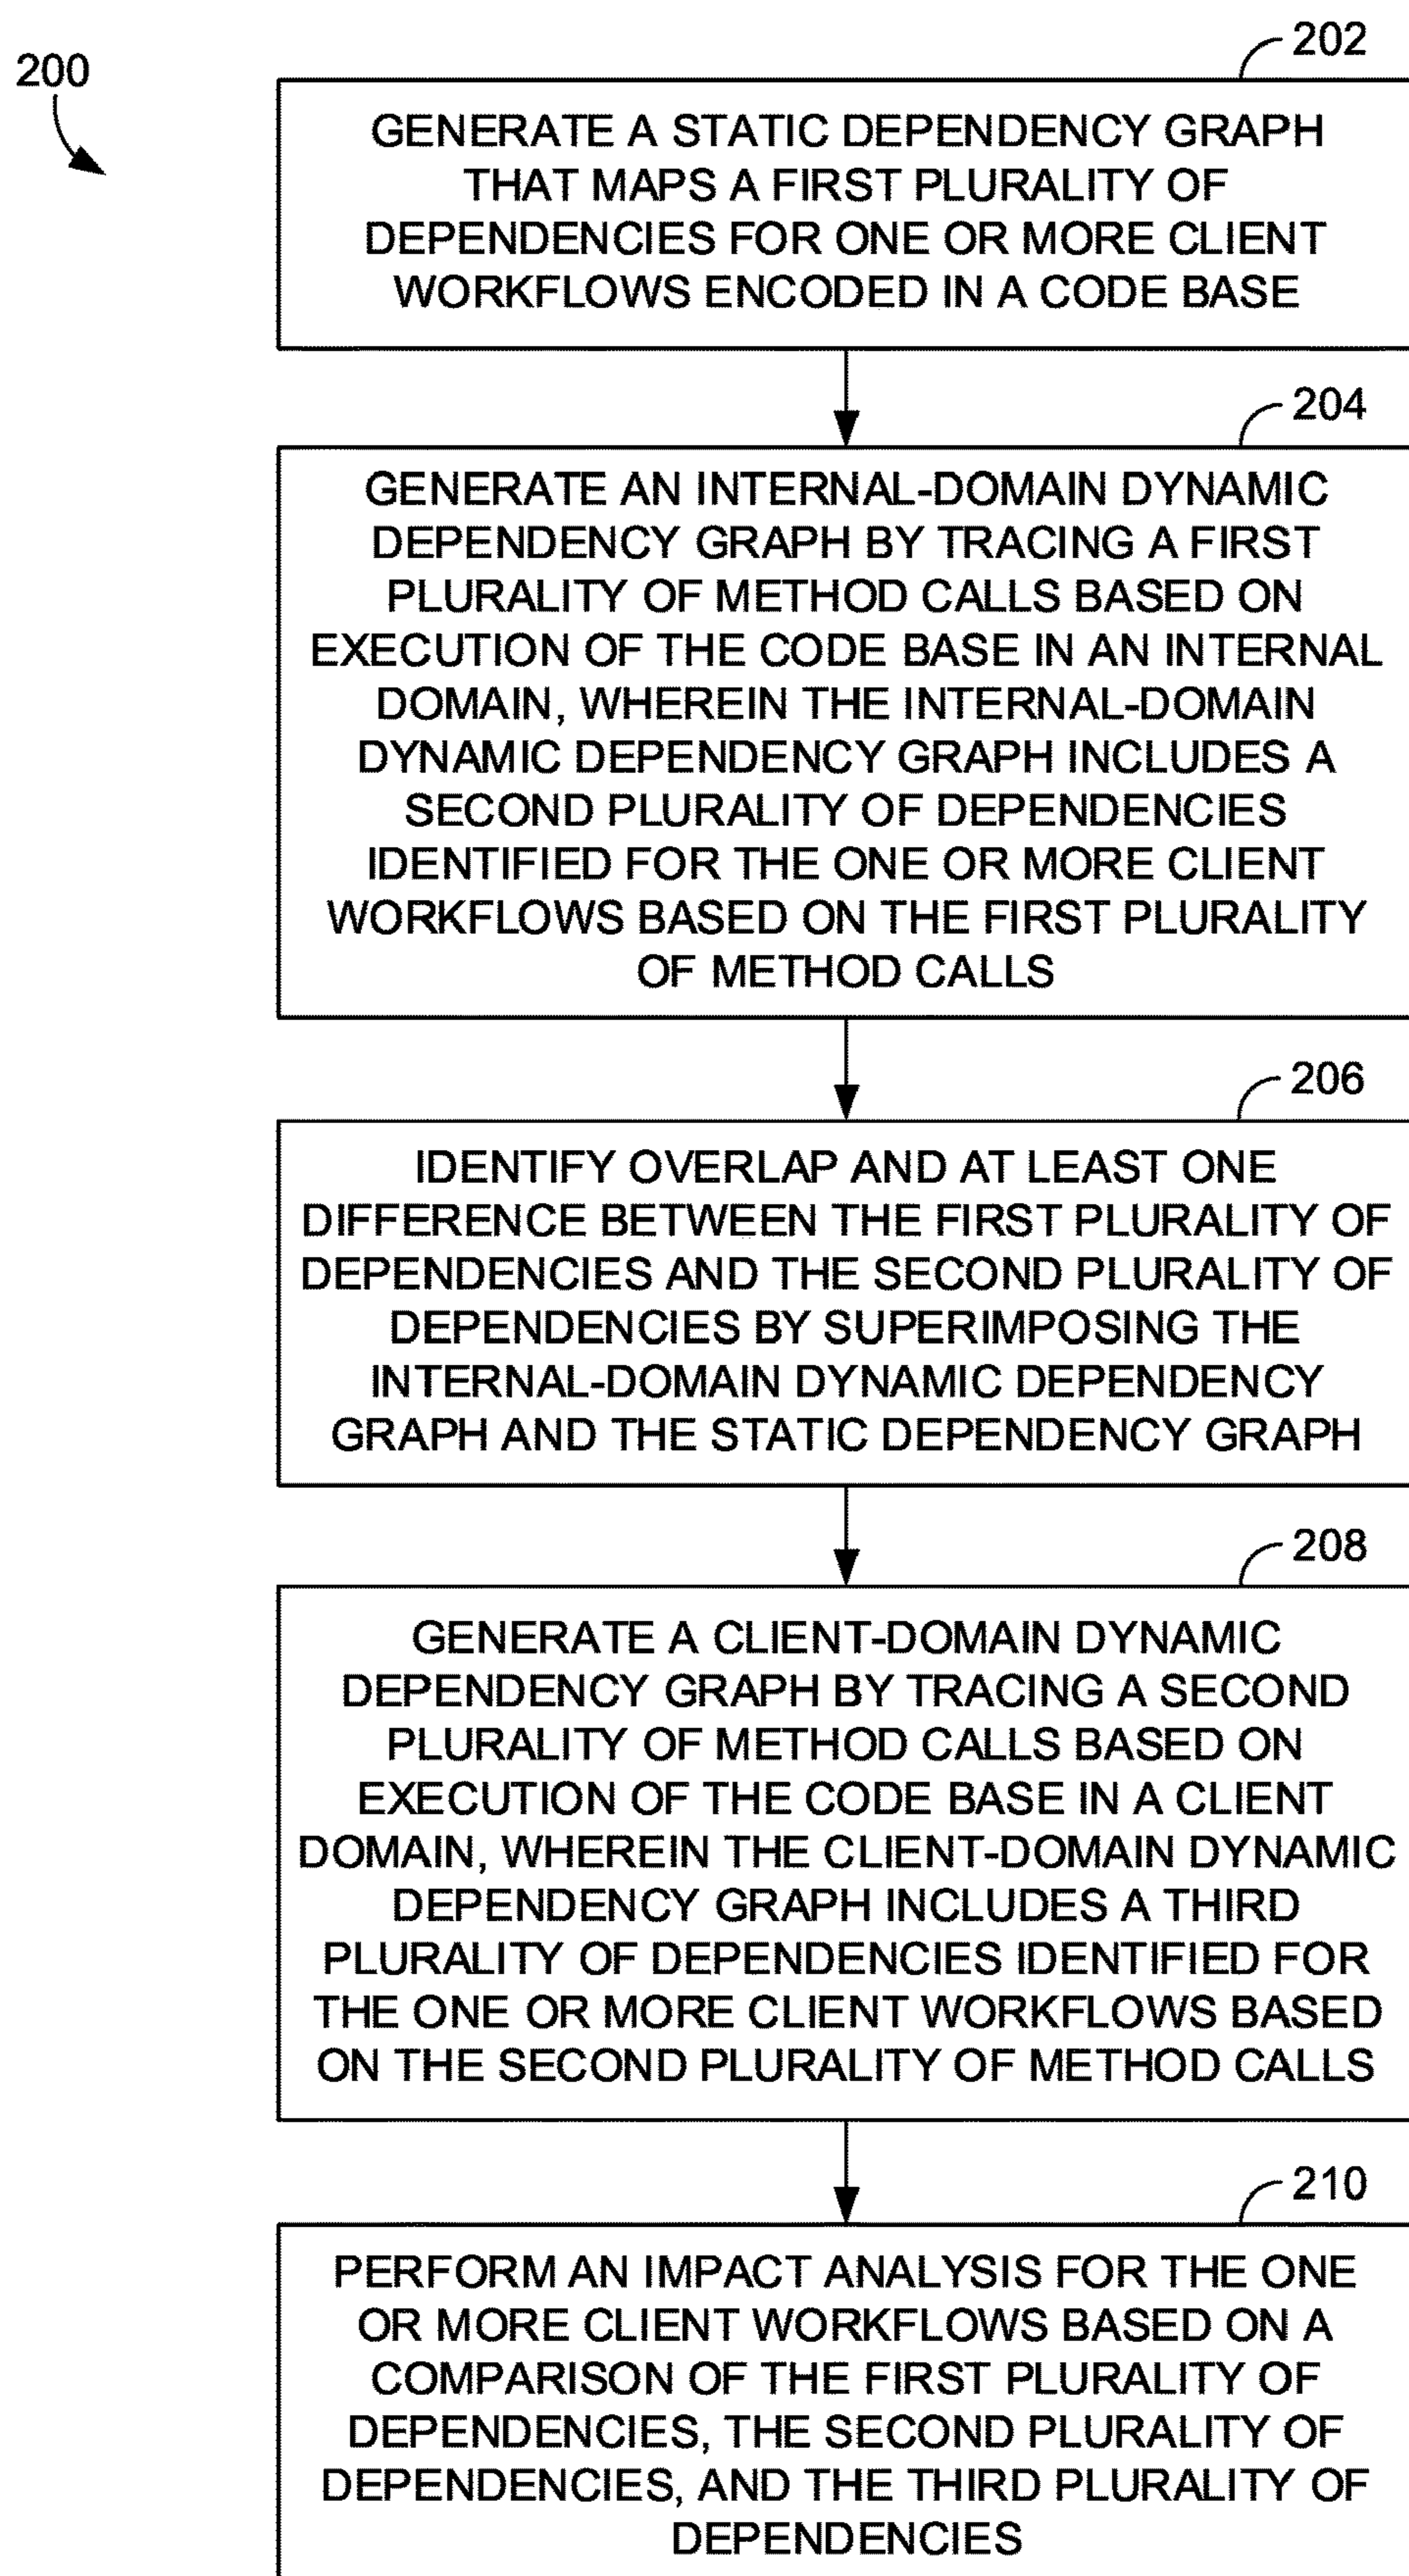 200
202
GENERATE A STATIC DEPENDENCY GRAPH
THAT MAPS A FIRST PLURALITY OF
DEPENDENCIES FOR ONE OR MORE CLIENT
WORKFLOWS ENCODED IN A CODE BASE
204
GENERATE AN INTERNAL-DOMAIN DYNAMIC
DEPENDENCY GRAPH BY TRACING A FIRST
PLURALITY OF METHOD CALLS BASED ON
EXECUTION OF THE CODE BASE IN AN INTERNAL
DOMAIN, WHEREIN THE INTERNAL-DOMAIN
DYNAMIC DEPENDENCY GRAPH INCLUDES A
SECOND PLURALITY OF DEPENDENCIES
IDENTIFIED FOR THE ONE OR MORE CLIENT
WORKFLOWS BASED ON THE FIRST PLURALITY
OF METHOD CALLS
206
IDENTIFY OVERLAP AND AT LEAST ONE
DIFFERENCE BETWEEN THE FIRST PLURALITY OF
DEPENDENCIES AND THE SECOND PLURALITY OF
DEPENDENCIES BY SUPERIMPOSING THE
INTERNAL-DOMAIN DYNAMIC DEPENDENCY
GRAPH AND THE STATIC DEPENDENCY GRAPH
208
GENERATE A CLIENT-DOMAIN DYNAMIC
DEPENDENCY GRAPH BY TRACING A SECOND
PLURALITY OF METHOD CALLS BASED ON
EXECUTION OF THE CODE BASE IN A CLIENT
DOMAIN, WHEREIN THE CLIENT-DOMAIN DYNAMIC
DEPENDENCY GRAPH INCLUDES A THIRD
PLURALITY OF DEPENDENCIES IDENTIFIED FOR
THE ONE OR MORE CLIENT WORKFLOWS BASED
ON THE SECOND PLURALITY OF METHOD CALLS
210
PERFORM AN IMPACT ANALYSIS FOR THE ONE
OR MORE CLIENT WORKFLOWS BASED ON A
COMPARISON OF THE FIRST PLURALITY OF
DEPENDENCIES, THE SECOND PLURALITY OF
DEPENDENCIES, AND THE THIRD PLURALITY OF
DEPENDENCIES